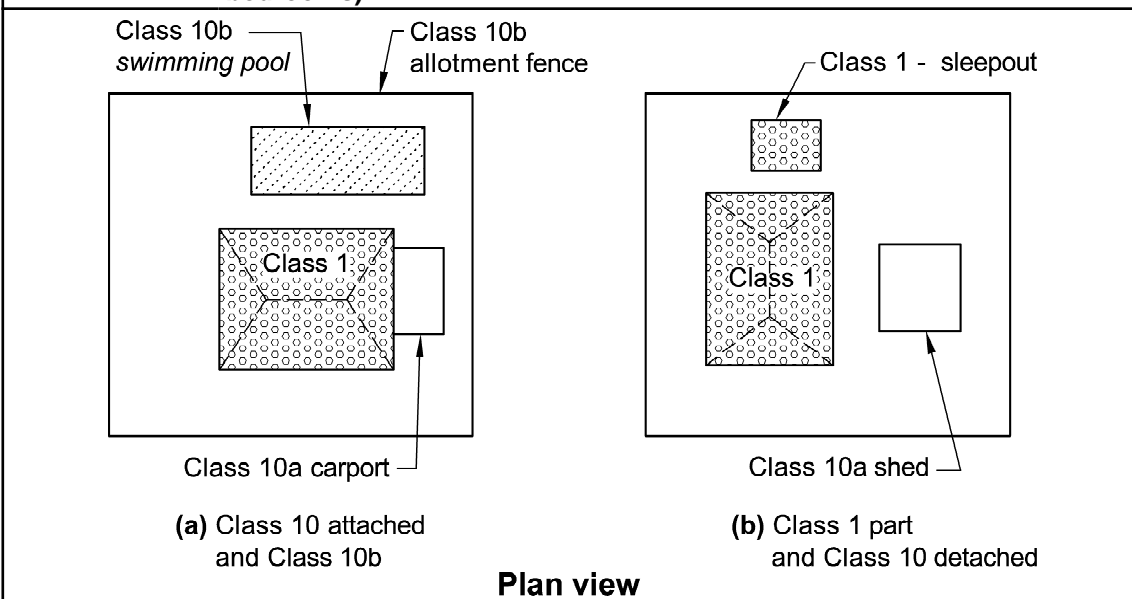 Class 10b
swimming pool
Class 10b
allotment fence
Class 1 - sleepout
Class 1
Class 1
Class 10a carport
Class 10a shed
(a) Class 10 attached
and Class 10b
(b) Class 1 part
and Class 10 detached
Plan view